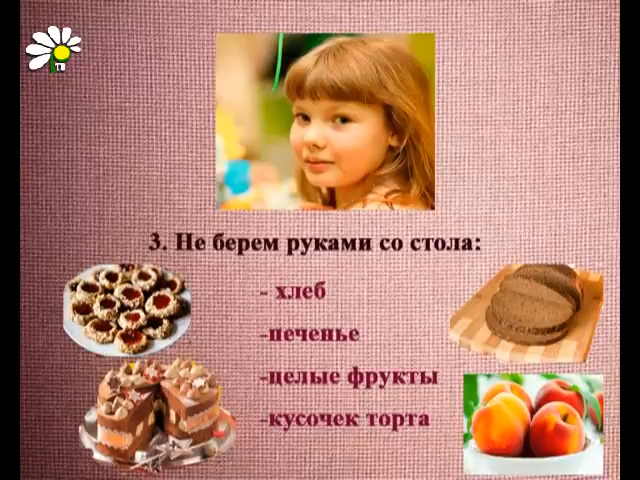 3. Не берем руками со стола:
- хлеб
-печенье
-целые фрукты
-кусочек торта